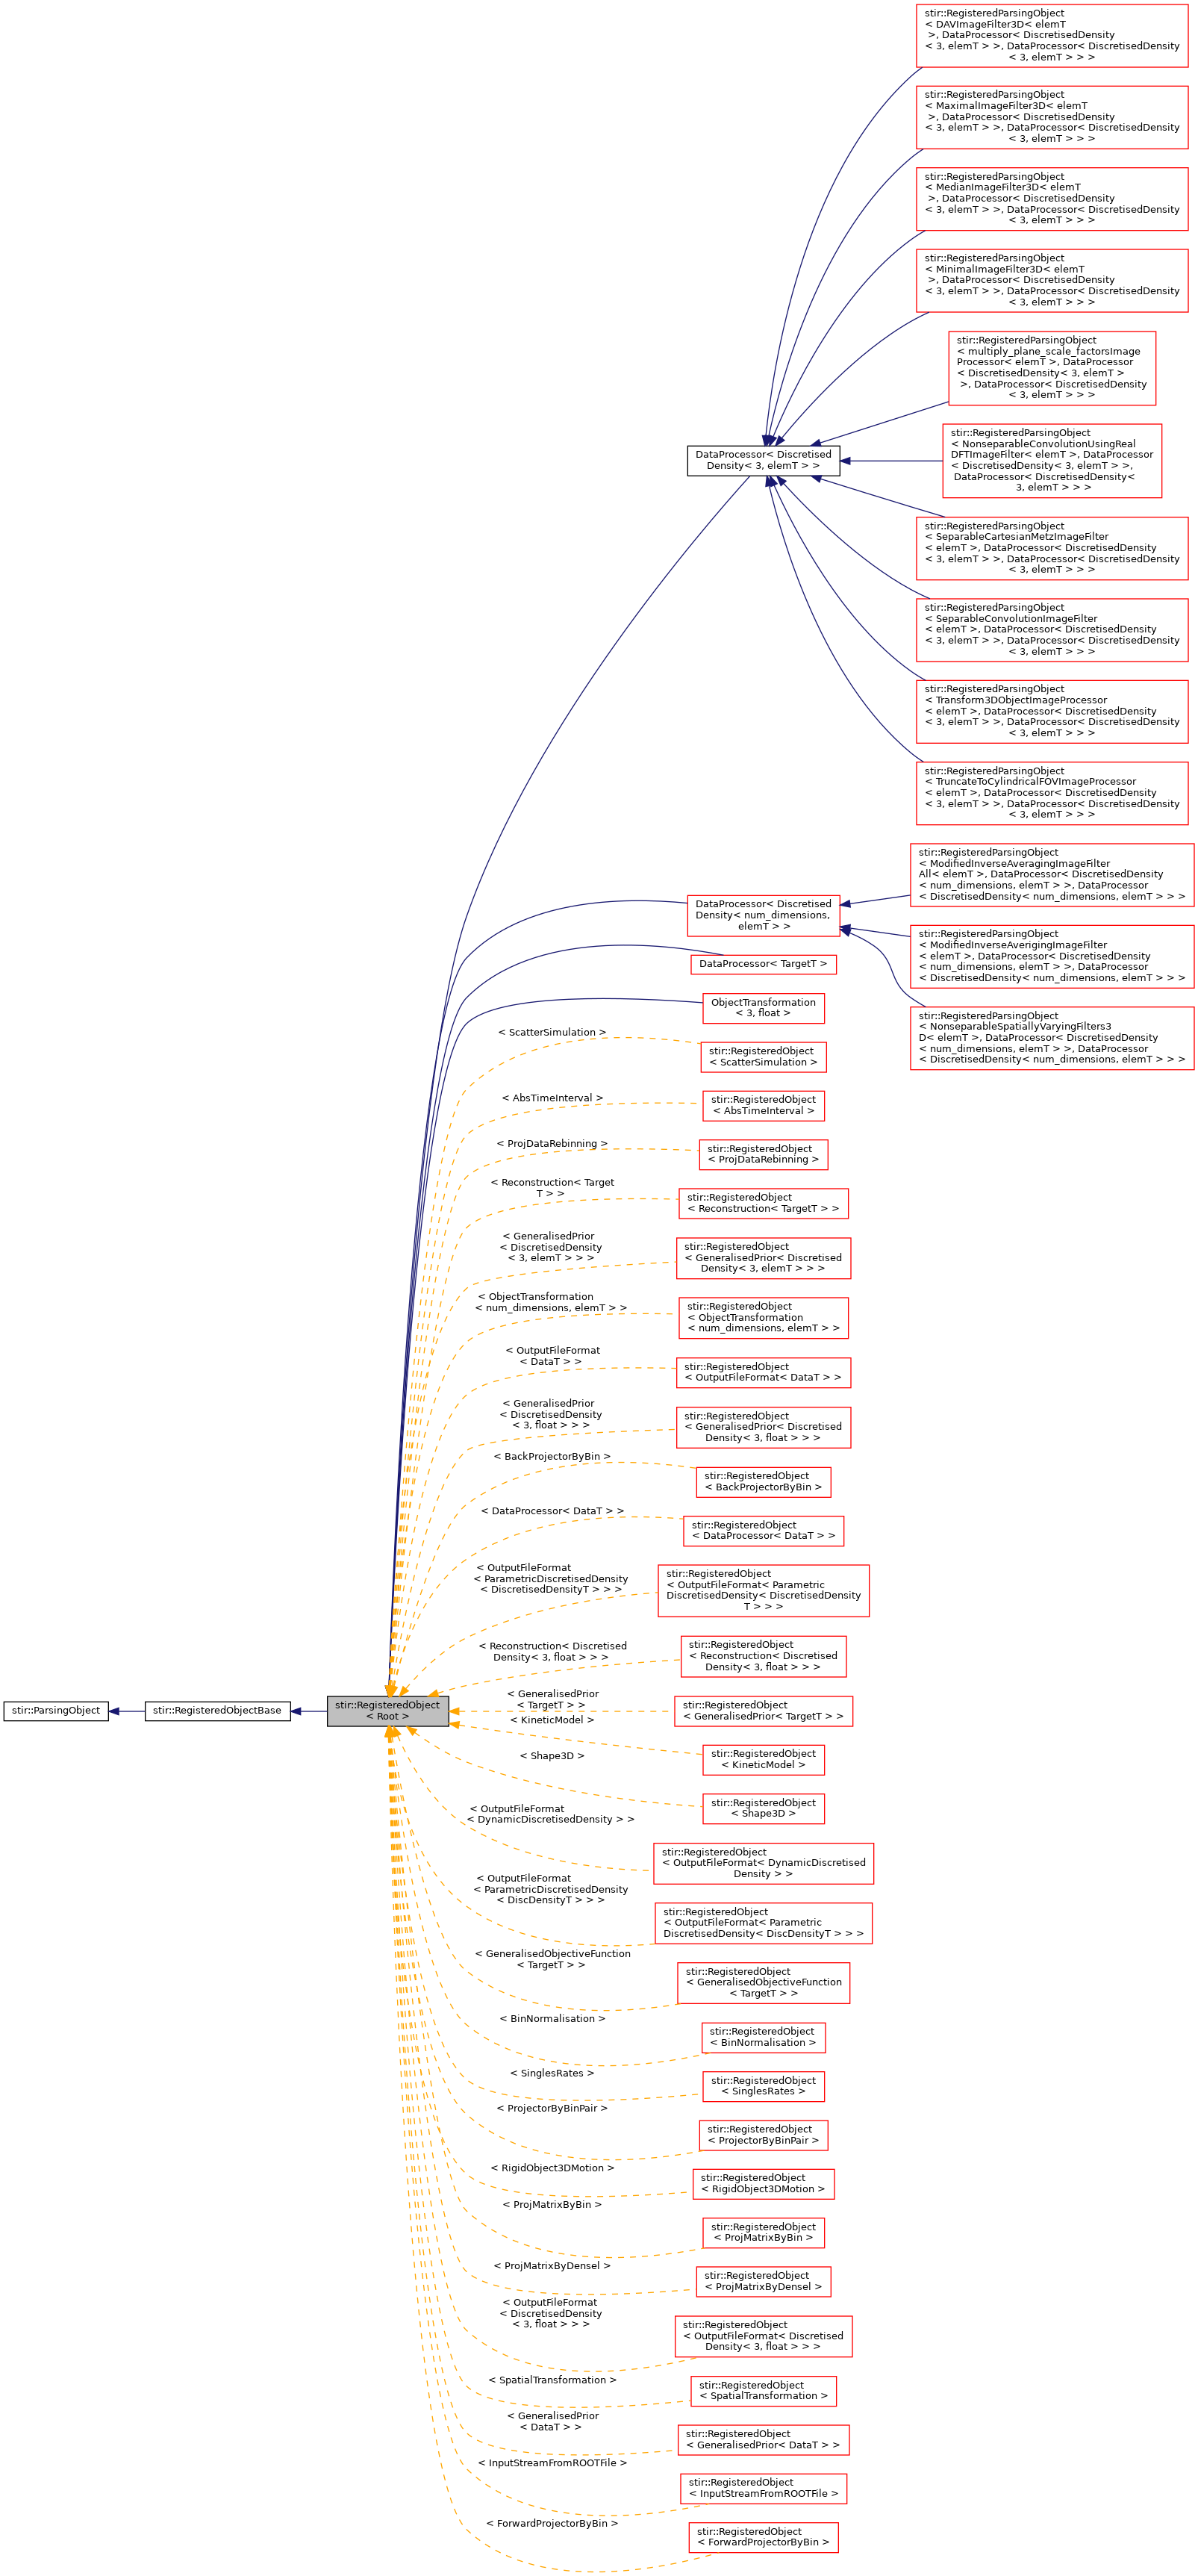 stir::RegisteredParsingObject
< DAVImageFilter3D< elemT
>, DataProcessor< DiscretisedDensity
< 3, elemT > >, DataProcessor< DiscretisedDensity
< 3, elemT > > >
stir::RegisteredParsingObject
< MaximalImageFilter3D< elemT
>, DataProcessor< DiscretisedDensity
< 3, elemT > >, DataProcessor< DiscretisedDensity
< 3, elemT > > >
stir::RegisteredParsingObject
< MedianImageFilter3D< elemT
>, DataProcessor< DiscretisedDensity
< 3, elemT > >, DataProcessor< DiscretisedDensity
< 3, elemT > > >
stir::RegisteredParsingObject
< MinimalImageFilter3D< elemT
>, DataProcessor< DiscretisedDensity
< 3, elemT > >, DataProcessor< DiscretisedDensity
< 3, elemT > > >
stir::RegisteredParsingObject
< multiply_plane_scale_factorsImage
Processor< elemT >, DataProcessor
< DiscretisedDensity< 3, elemT >
>, DataProcessor< DiscretisedDensity
< 3, elemT > > >
DataProcessor< Discretised
Density< 3, elemT > >
stir::RegisteredParsingObject
< NonseparableConvolutionUsingReal
DFTImageFilter< elemT >, DataProcessor
< DiscretisedDensity< 3, elemT > >,
DataProcessor< DiscretisedDensity<
3, elemT > > >
stir::RegisteredParsingObject
< SeparableCartesianMetzImageFilter
< elemT >, DataProcessor< DiscretisedDensity
< 3, elemT > >, DataProcessor< DiscretisedDensity
< 3, elemT > > >
stir::RegisteredParsingObject
< SeparableConvolutionImageFilter
< elemT >, DataProcessor< DiscretisedDensity
< 3, elemT > >, DataProcessor< DiscretisedDensity
< 3, elemT > > >
stir::RegisteredParsingObject
< Transform3DObjectImageProcessor
< elemT >, DataProcessor< DiscretisedDensity
< 3, elemT > >, DataProcessor< DiscretisedDensity
< 3, elemT > > >
stir::RegisteredParsingObject
< TruncateToCylindricalFOVImageProcessor
< elemT >, DataProcessor< DiscretisedDensity
< 3, elemT > >, DataProcessor< DiscretisedDensity
< 3, elemT > > >
stir::RegisteredParsingObject
< ModifiedInverseAveragingImageFilter
All< elemT >, DataProcessor< DiscretisedDensity
< num_dimensions, elemT > >, DataProcessor
< DiscretisedDensity< num_dimensions, elemT > > >
DataProcessor< Discretised
Density< num_dimensions,
elemT > >
stir::RegisteredParsingObject
< ModifiedInverseAverigingImageFilter
< elemT >, DataProcessor< DiscretisedDensity
< num_dimensions, elemT > >, DataProcessor
< DiscretisedDensity< num_dimensions, elemT > > >
DataProcessor< TargetT >
ObjectTransformation
< 3, float >
stir::RegisteredParsingObject
< NonseparableSpatiallyVaryingFilters3
D< elemT >, DataProcessor< DiscretisedDensity
< num_dimensions, elemT > >, DataProcessor
< DiscretisedDensity< num_dimensions, elemT > > >
< ScatterSimulation >
stir::RegisteredObject
< ScatterSimulation >
< AbsTimeInterval >
stir::RegisteredObject
< AbsTimeInterval >
< ProjDataRebinning >
stir::RegisteredObject
< ProjDataRebinning >
< Reconstruction< Target
T > >
stir::RegisteredObject
< Reconstruction< TargetT > >
< GeneralisedPrior
< DiscretisedDensity
< 3, elemT > > >
stir::RegisteredObject
< GeneralisedPrior< Discretised
Density< 3, elemT > > >
< ObjectTransformation
< num_dimensions, elemT > >
stir::RegisteredObject
< ObjectTransformation
< num_dimensions, elemT > >
< OutputFileFormat
< DataT > >
stir::RegisteredObject
< OutputFileFormat< DataT > >
< GeneralisedPrior
< DiscretisedDensity
< 3, float > > >
stir::RegisteredObject
< GeneralisedPrior< Discretised
Density< 3, float > > >
< BackProjectorByBin >
stir::RegisteredObject
< BackProjectorByBin >
< DataProcessor< DataT > >
stir::RegisteredObject
< DataProcessor< DataT > >
< OutputFileFormat
< ParametricDiscretisedDensity
< DiscretisedDensityT > > >
stir::RegisteredObject
< OutputFileFormat< Parametric
DiscretisedDensity< DiscretisedDensity
T > > >
< Reconstruction< Discretised
Density< 3, float > > >
stir::RegisteredObject
< Reconstruction< Discretised
Density< 3, float > > >
stir::ParsingObject
stir::RegisteredObjectBase
stir::RegisteredObject
< Root >
< GeneralisedPrior
< TargetT > >
stir::RegisteredObject
< GeneralisedPrior< TargetT > >
< KineticModel >
stir::RegisteredObject
< KineticModel >
< Shape3D >
stir::RegisteredObject
< Shape3D >
< OutputFileFormat
< DynamicDiscretisedDensity > >
stir::RegisteredObject
< OutputFileFormat< DynamicDiscretised
Density > >
< OutputFileFormat
< ParametricDiscretisedDensity
< DiscDensityT > > >
stir::RegisteredObject
< OutputFileFormat< Parametric
DiscretisedDensity< DiscDensityT > > >
< GeneralisedObjectiveFunction
< TargetT > >
stir::RegisteredObject
< GeneralisedObjectiveFunction
< TargetT > >
< BinNormalisation >
stir::RegisteredObject
< BinNormalisation >
< SinglesRates >
stir::RegisteredObject
< SinglesRates >
< ProjectorByBinPair >
stir::RegisteredObject
< ProjectorByBinPair >
< RigidObject3DMotion >
stir::RegisteredObject
< RigidObject3DMotion >
< ProjMatrixByBin >
stir::RegisteredObject
< ProjMatrixByBin >
< ProjMatrixByDensel >
stir::RegisteredObject
< ProjMatrixByDensel >
< OutputFileFormat
< DiscretisedDensity
< 3, float > > >
stir::RegisteredObject
< OutputFileFormat< Discretised
Density< 3, float > > >
< SpatialTransformation >
stir::RegisteredObject
< SpatialTransformation >
< GeneralisedPrior
< DataT > >
stir::RegisteredObject
< GeneralisedPrior< DataT > >
< InputStreamFromROOTFile >
stir::RegisteredObject
< InputStreamFromROOTFile >
< ForwardProjectorByBin >
stir::RegisteredObject
< ForwardProjectorByBin >